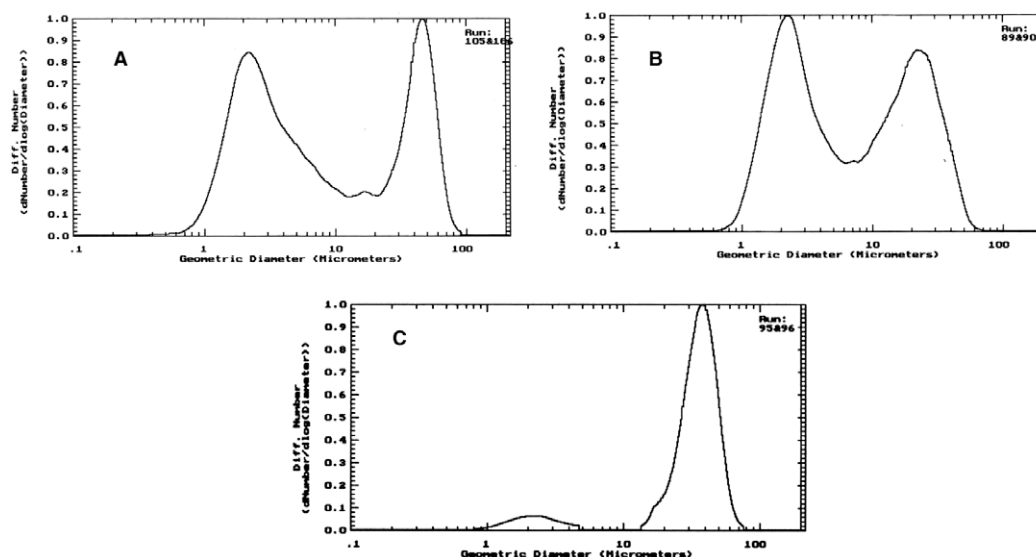 A
Run:
105&106
1.0
0.9
0.8
0.7
0.6
0.5
0.4
0.3
0.2
0.1
0.0
.1 1 10 100
Diff. Number
(dNumber/dlog(Diameter))
Geometric Diameter (Micrometers)
B
Run:
89&90
1.0
0.9
0.8
0.7
0.6
0.5
0.4
0.3
0.2
0.1
0.0
.1 1 10 100
Diff. Number
(dNumber/dlog(Diameter))
Geometric Diameter (Micrometers)
C
Run:
95&96
1.0
0.9
0.8
0.7
0.6
0.5
0.4
0.3
0.2
0.1
0.0
.1 1 10 100
Diff. Number
(dNumber/dlog(Diameter))
Geometric Diameter (Micrometers)